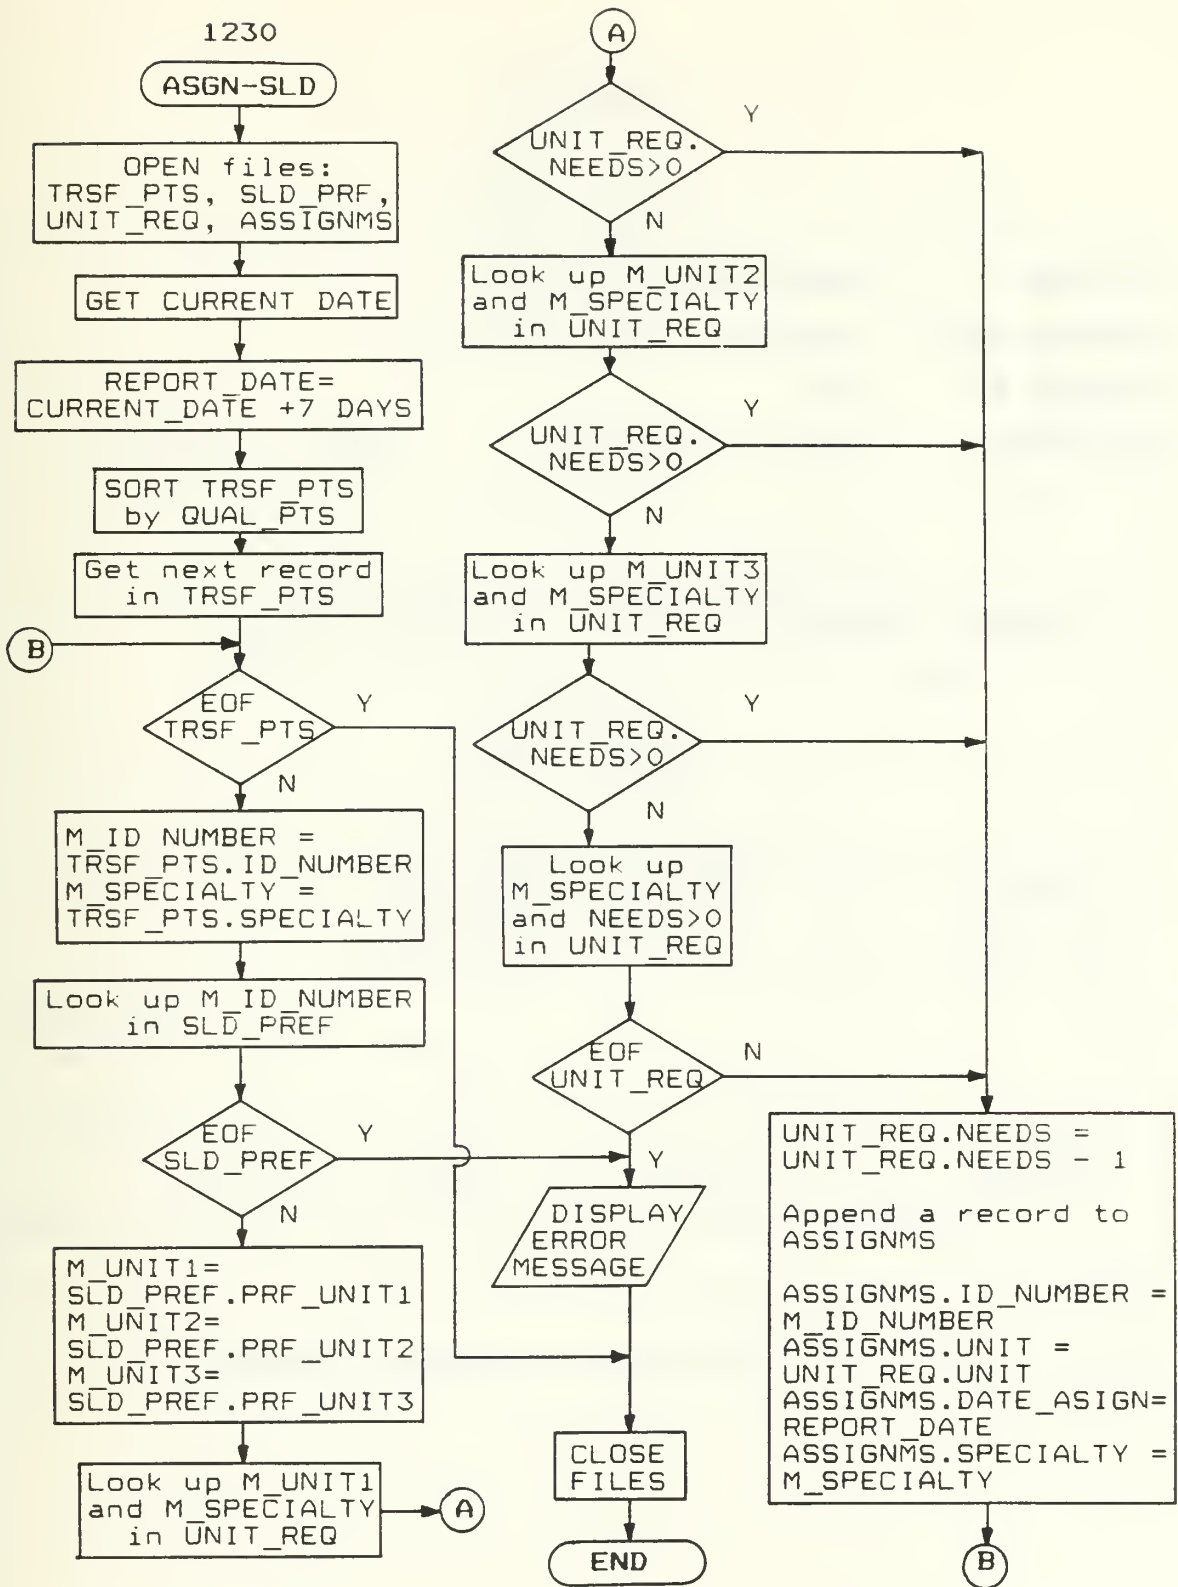 1230
ASGN-SLD
OPEN files:
TRSF_PTS, SLD_PRF,
UNIT_REQ, ASSIGNMS
GET CURRENT DATE
REPORT_DATE=
CURRENT_DATE +7 DAYS
SORT TRSF_PTS
by QUAL_PTS
Get next record
in TRSF_PTS
B
EOF
TRSF_PTS
Y
N
M_ID NUMBER =
TRSF_PTS.ID_NUMBER
M_SPECIALTY =
TRSF_PTS.SPECIALTY
Look up M_ID_NUMBER
in SLD_PREF
EOF
SLD_PREF
Y
N
M_UNIT1=
SLD_PREF.PRF_UNIT1
M_UNIT2=
SLD_PREF.PRF_UNIT2
M_UNIT3=
SLD_PREF.PRF_UNIT3
Look up M_UNIT1
and M_SPECIALTY
in UNIT_REQ
A
A
UNIT_REQ.
NEEDS>0
Y
N
Look up M_UNIT2
and M_SPECIALTY
in UNIT_REQ
UNIT_REQ.
NEEDS>0
Y
N
Look up M_UNIT3
and M_SPECIALTY
in UNIT_REQ
UNIT_REQ.
NEEDS>0
Y
N
Look up
M_SPECIALTY
and NEEDS>0
in UNIT_REQ
EOF
UNIT_REQ
N
Y
DISPLAY
ERROR
MESSAGE
CLOSE
FILES
END
UNIT_REQ.NEEDS =
UNIT_REQ.NEEDS - 1
Append a record to
ASSIGNMS
ASSIGNMS.ID_NUMBER =
M_ID_NUMBER
ASSIGNMS.UNIT =
UNIT_REQ.UNIT
ASSIGNMS.DATE_ASIGN=
REPORT_DATE
ASSIGNMS.SPECIALTY =
M_SPECIALTY
B